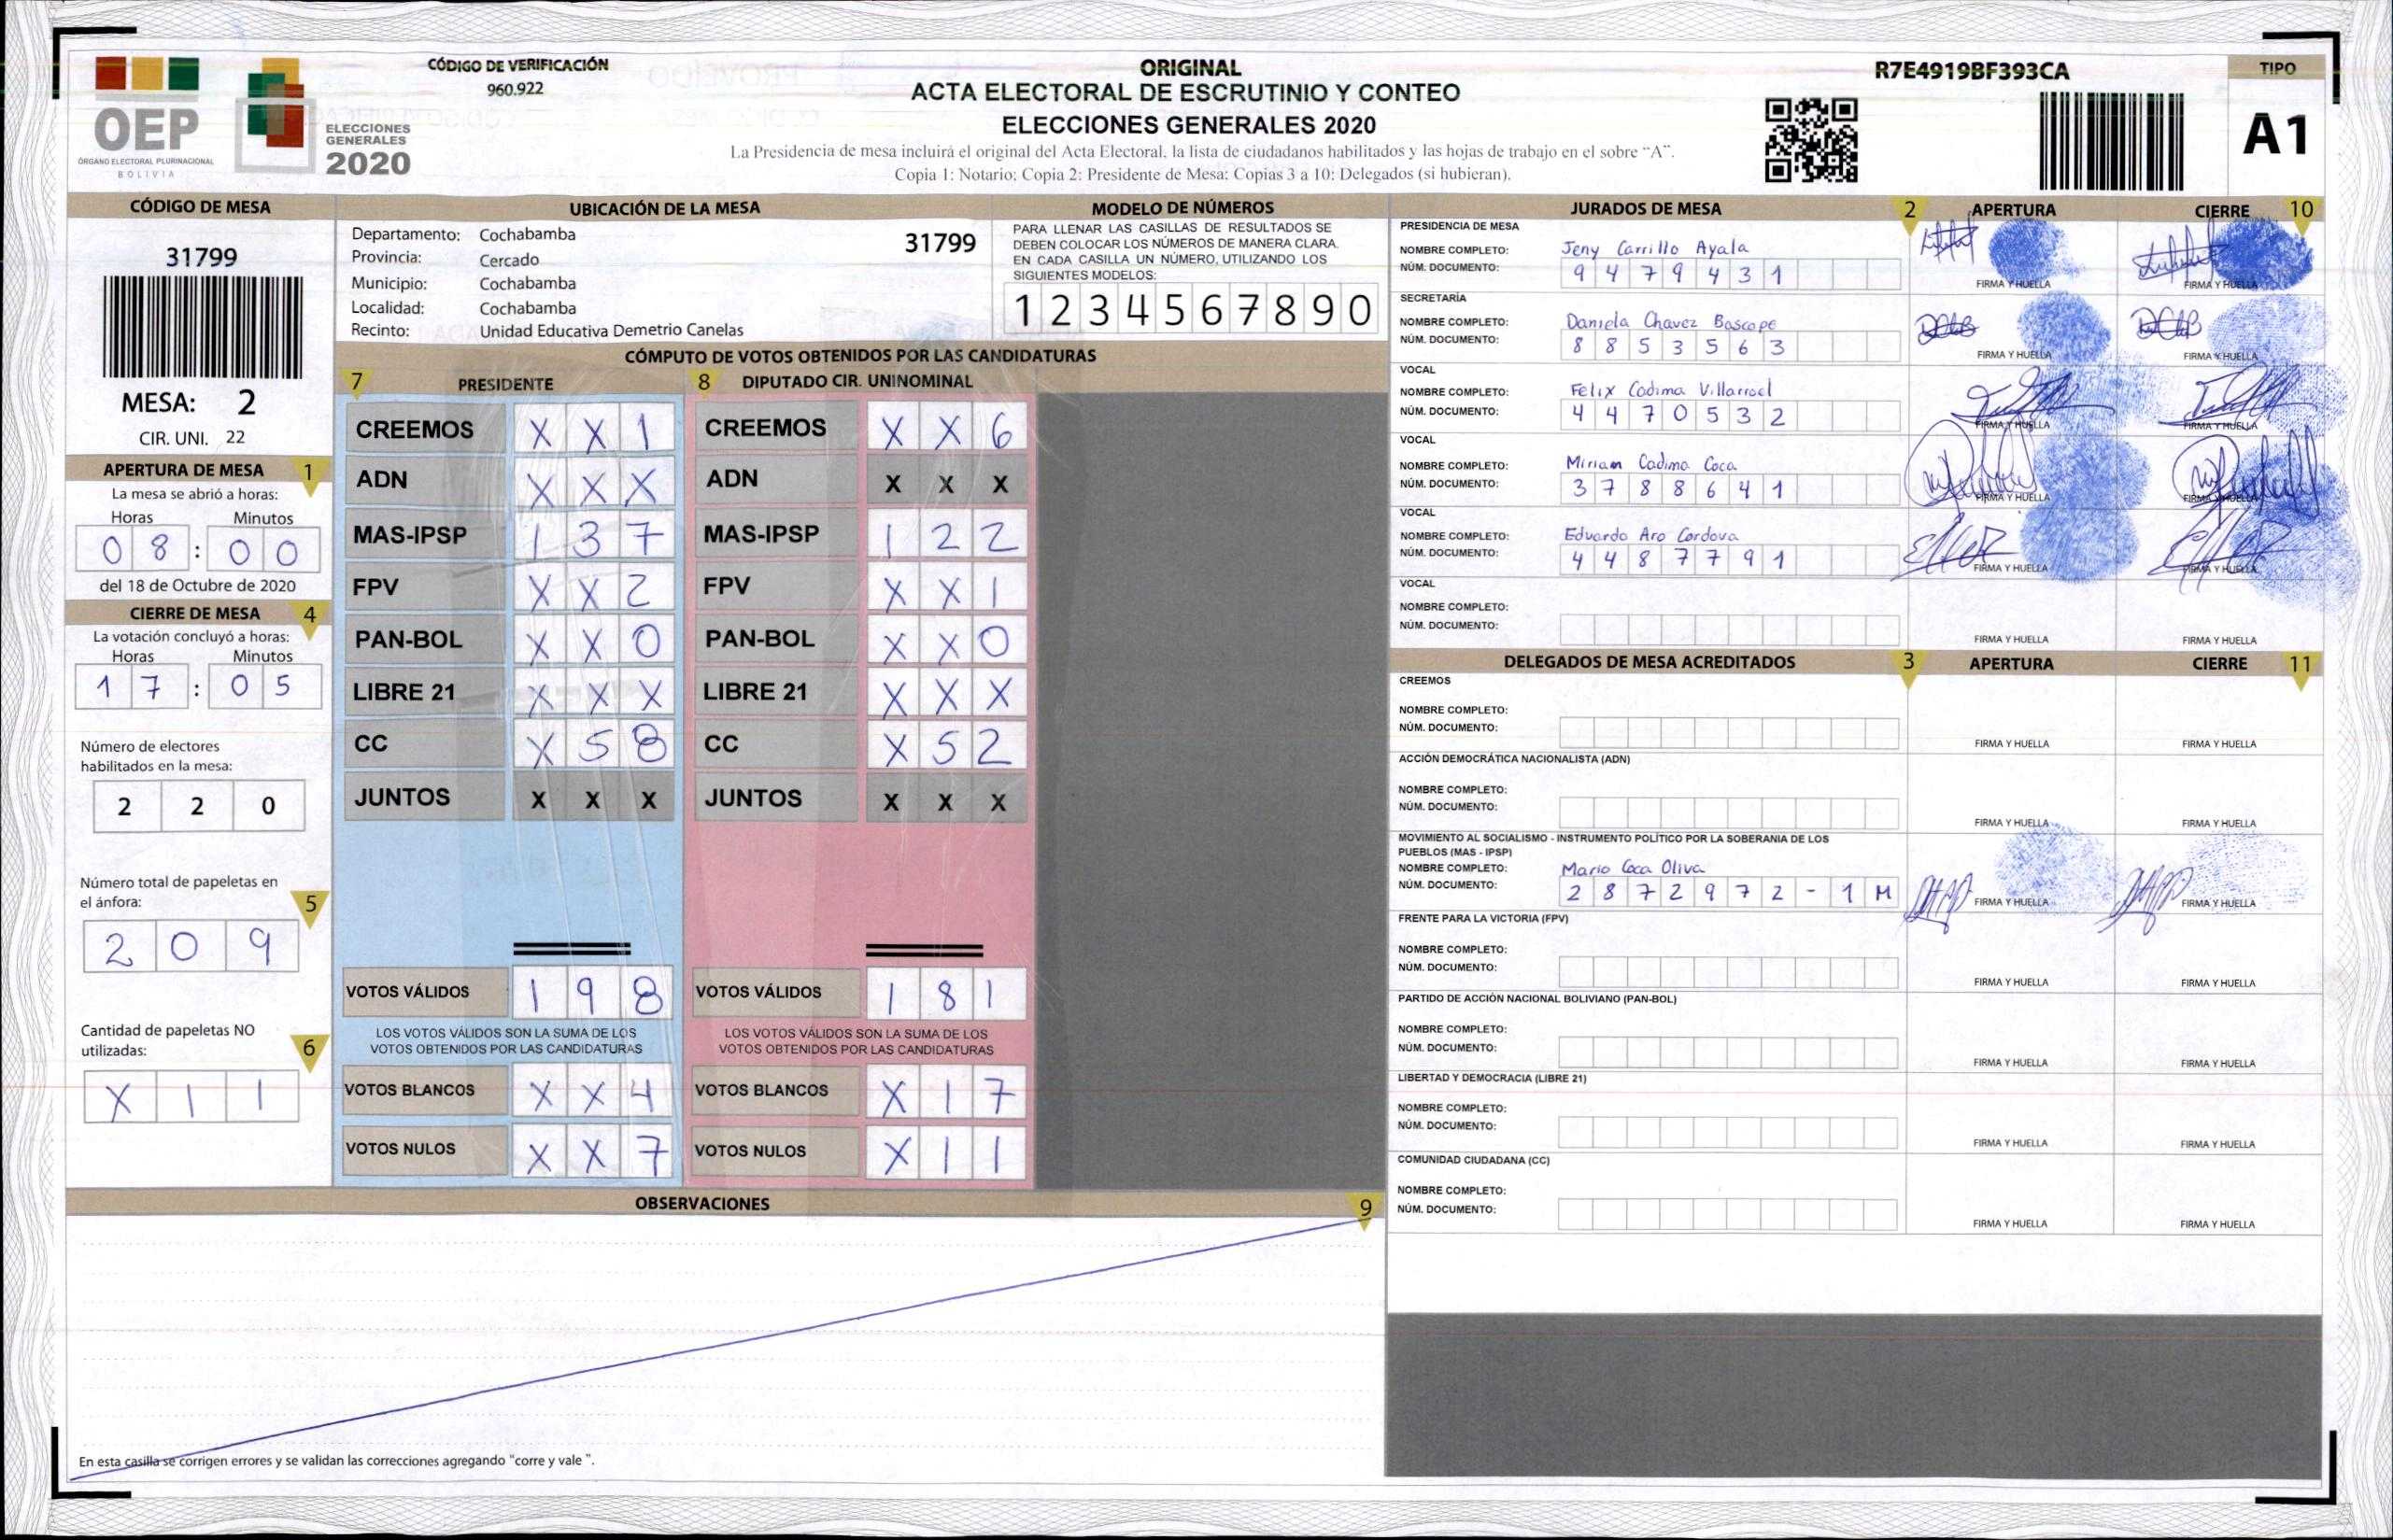 OEP
ÓRGANO ELECTORAL PLURINACIONAL
BOLIVIA
ELECCIONES
GENERALES
2020
CÓDIGO DE VERIFICACIÓN
960.922
ORIGINAL
ACTA ELECTORAL DE ESCRUTINIO Y CONTEO
ELECCIONES GENERALES 2020
La Presidencia de mesa incluirá el original del Acta Electoral, la lista de ciudadanos habilitados y las hojas de trabajo en el sobre "A".
Copia 1: Notario; Copia 2: Presidente de Mesa; Copias 3 a 10: Delegados (si hubieran).
R7E4919BF393CA
TIPO
A1
CÓDIGO DE MESA
31799
MESA: 2
CIR. UNI. 22
APERTURA DE MESA 1
La mesa se abrió a horas:
Horas Minutos
0 8 : 0 0
del 18 de Octubre de 2020
CIERRE DE MESA 4
La votación concluyó a horas:
Horas Minutos
1 7 : 0 5
Número de electores
habilitados en la mesa:
2 2 0
Número total de papeletas en
el ánfora: 5
2 0 9
Cantidad de papeletas NO
utilizadas: 6
X 1 1
UBICACIÓN DE LA MESA
Departamento: Cochabamba 31799
Provincia: Cercado
Municipio: Cochabamba
Localidad: Cochabamba
Recinto: Unidad Educativa Demetrio Canelas
MODELO DE NÚMEROS
PARA LLENAR LAS CASILLAS DE RESULTADOS SE
DEBEN COLOCAR LOS NÚMEROS DE MANERA CLARA.
EN CADA CASILLA UN NÚMERO, UTILIZANDO LOS
SIGUIENTES MODELOS:
1 2 3 4 5 6 7 8 9 0
CÓMPUTO DE VOTOS OBTENIDOS POR LAS CANDIDATURAS
7 PRESIDENTE 8 DIPUTADO CIR. UNINOMINAL
CREEMOS X X 1 CREEMOS X X 6
ADN X X X ADN X X X
MAS-IPSP 1 3 7 MAS-IPSP 1 2 2
FPV X X 2 FPV X X 1
PAN-BOL X X 0 PAN-BOL X X 0
LIBRE 21 X X X LIBRE 21 X X X
CC X 5 8 CC X 5 2
JUNTOS X X X JUNTOS X X X
VOTOS VÁLIDOS 1 9 8 VOTOS VÁLIDOS 1 8 1
LOS VOTOS VÁLIDOS SON LA SUMA DE LOS LOS VOTOS VÁLIDOS SON LA SUMA DE LOS
VOTOS OBTENIDOS POR LAS CANDIDATURAS VOTOS OBTENIDOS POR LAS CANDIDATURAS
VOTOS BLANCOS X X 4 VOTOS BLANCOS X 1 7
VOTOS NULOS X X 7 VOTOS NULOS X 1 1
OBSERVACIONES 9
En esta casilla se corrigen errores y se validan las correcciones agregando "corre y vale ".
JURADOS DE MESA 2 APERTURA CIERRE 10
PRESIDENCIA DE MESA
NOMBRE COMPLETO: Jeny Carrillo Ayala
NÚM. DOCUMENTO: 9 4 7 9 4 3 1
FIRMA Y HUELLA FIRMA Y HUELLA
SECRETARÍA
NOMBRE COMPLETO: Daniela Chavez Bascope
NÚM. DOCUMENTO: 8 8 5 3 5 6 3
FIRMA Y HUELLA FIRMA Y HUELLA
VOCAL
NOMBRE COMPLETO: Felix Cadima Villarroel
NÚM. DOCUMENTO: 4 4 7 0 5 3 2
FIRMA Y HUELLA FIRMA Y HUELLA
VOCAL
NOMBRE COMPLETO: Miriam Cadima Coca
NÚM. DOCUMENTO: 3 7 8 8 6 4 1
FIRMA Y HUELLA FIRMA Y HUELLA
VOCAL
NOMBRE COMPLETO: Eduardo Aro Cordova
NÚM. DOCUMENTO: 4 4 8 7 7 9 1
FIRMA Y HUELLA FIRMA Y HUELLA
VOCAL
NOMBRE COMPLETO:
NÚM. DOCUMENTO:
FIRMA Y HUELLA FIRMA Y HUELLA
DELEGADOS DE MESA ACREDITADOS 3 APERTURA CIERRE 11
CREEMOS
NOMBRE COMPLETO:
NÚM. DOCUMENTO:
FIRMA Y HUELLA FIRMA Y HUELLA
ACCIÓN DEMOCRÁTICA NACIONALISTA (ADN)
NOMBRE COMPLETO:
NÚM. DOCUMENTO:
FIRMA Y HUELLA FIRMA Y HUELLA
MOVIMIENTO AL SOCIALISMO - INSTRUMENTO POLÍTICO POR LA SOBERANIA DE LOS
PUEBLOS (MAS - IPSP)
NOMBRE COMPLETO: Mario Coca Oliva
NÚM. DOCUMENTO: 2 8 7 2 9 7 2 - 1 M
FIRMA Y HUELLA FIRMA Y HUELLA
FRENTE PARA LA VICTORIA (FPV)
NOMBRE COMPLETO:
NÚM. DOCUMENTO:
FIRMA Y HUELLA FIRMA Y HUELLA
PARTIDO DE ACCIÓN NACIONAL BOLIVIANO (PAN-BOL)
NOMBRE COMPLETO:
NÚM. DOCUMENTO:
FIRMA Y HUELLA FIRMA Y HUELLA
LIBERTAD Y DEMOCRACIA (LIBRE 21)
NOMBRE COMPLETO:
NÚM. DOCUMENTO:
FIRMA Y HUELLA FIRMA Y HUELLA
COMUNIDAD CIUDADANA (CC)
NOMBRE COMPLETO:
NÚM. DOCUMENTO:
FIRMA Y HUELLA FIRMA Y HUELLA